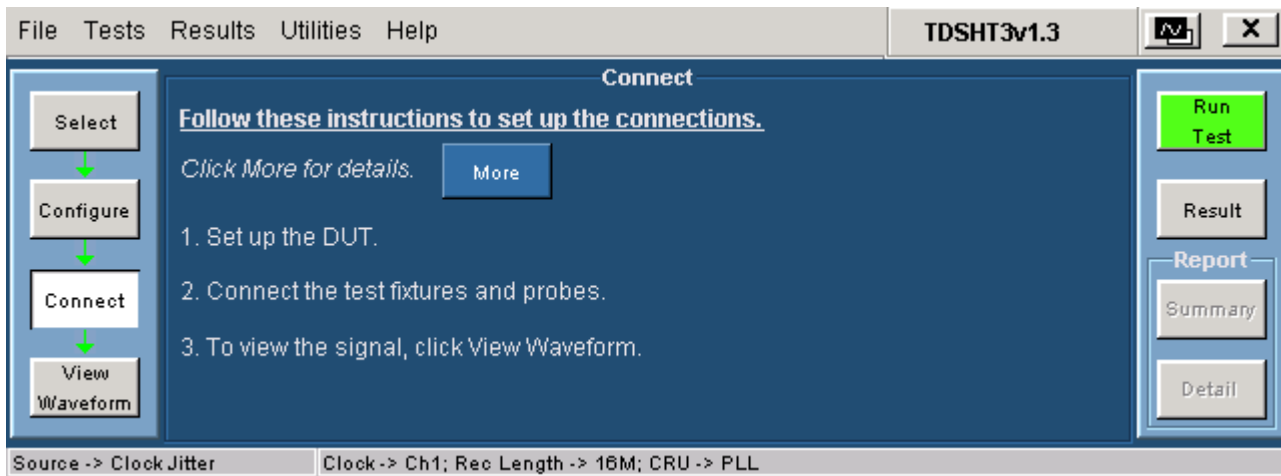 File Tests Results Utilities Help TDSHT3v1.3
Connect
Select
Configure
Connect
View
Waveform
Follow these instructions to set up the connections.
Click More for details. More
1. Set up the DUT.
2. Connect the test fixtures and probes.
3. To view the signal, click View Waveform.
Run
Test
Result
Report
Summary
Detail
Source -> Clock Jitter Clock -> Ch1; Rec Length -> 16M; CRU -> PLL